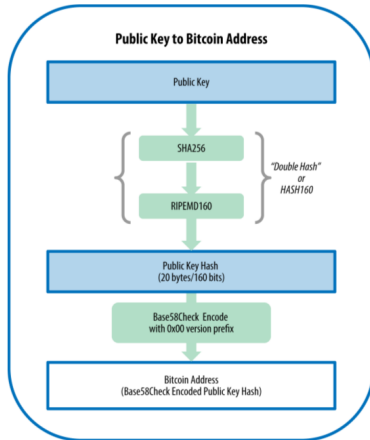 Public Key to Bitcoin Address
Public Key
SHA256
"Double Hash"
or
HASH160
RIPEMD160
Public Key Hash
(20 bytes/160 bits)
Base58Check Encode
with 0x00 version prefix
Bitcoin Address
(Base58Check Encoded Public Key Hash)